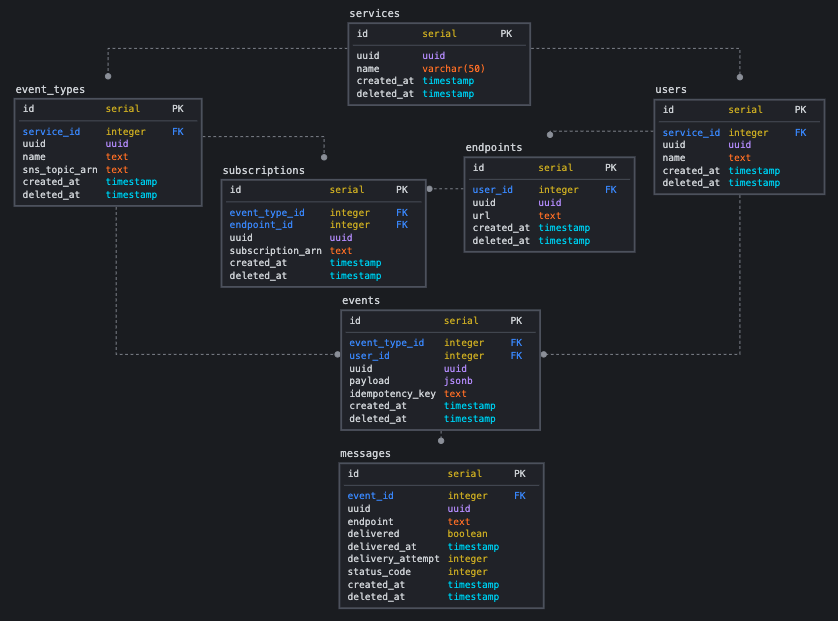 services
id serial PK
uuid uuid
name varchar(50)
created_at timestamp
deleted_at timestamp
event_types
id serial PK
service_id integer FK
uuid uuid
name text
sns_topic_arn text
created_at timestamp
deleted_at timestamp
users
id serial PK
service_id integer FK
uuid uuid
name text
created_at timestamp
deleted_at timestamp
endpoints
id serial PK
user_id integer FK
uuid uuid
url text
created_at timestamp
deleted_at timestamp
subscriptions
id serial PK
event_type_id integer FK
endpoint_id integer FK
uuid uuid
subscription_arn text
created_at timestamp
deleted_at timestamp
events
id serial PK
event_type_id integer FK
user_id integer FK
uuid uuid
payload jsonb
idempotency_key text
created_at timestamp
deleted_at timestamp
messages
id serial PK
event_id integer FK
uuid uuid
endpoint text
delivered boolean
delivered_at timestamp
delivery_attempt integer
status_code integer
created_at timestamp
deleted_at timestamp